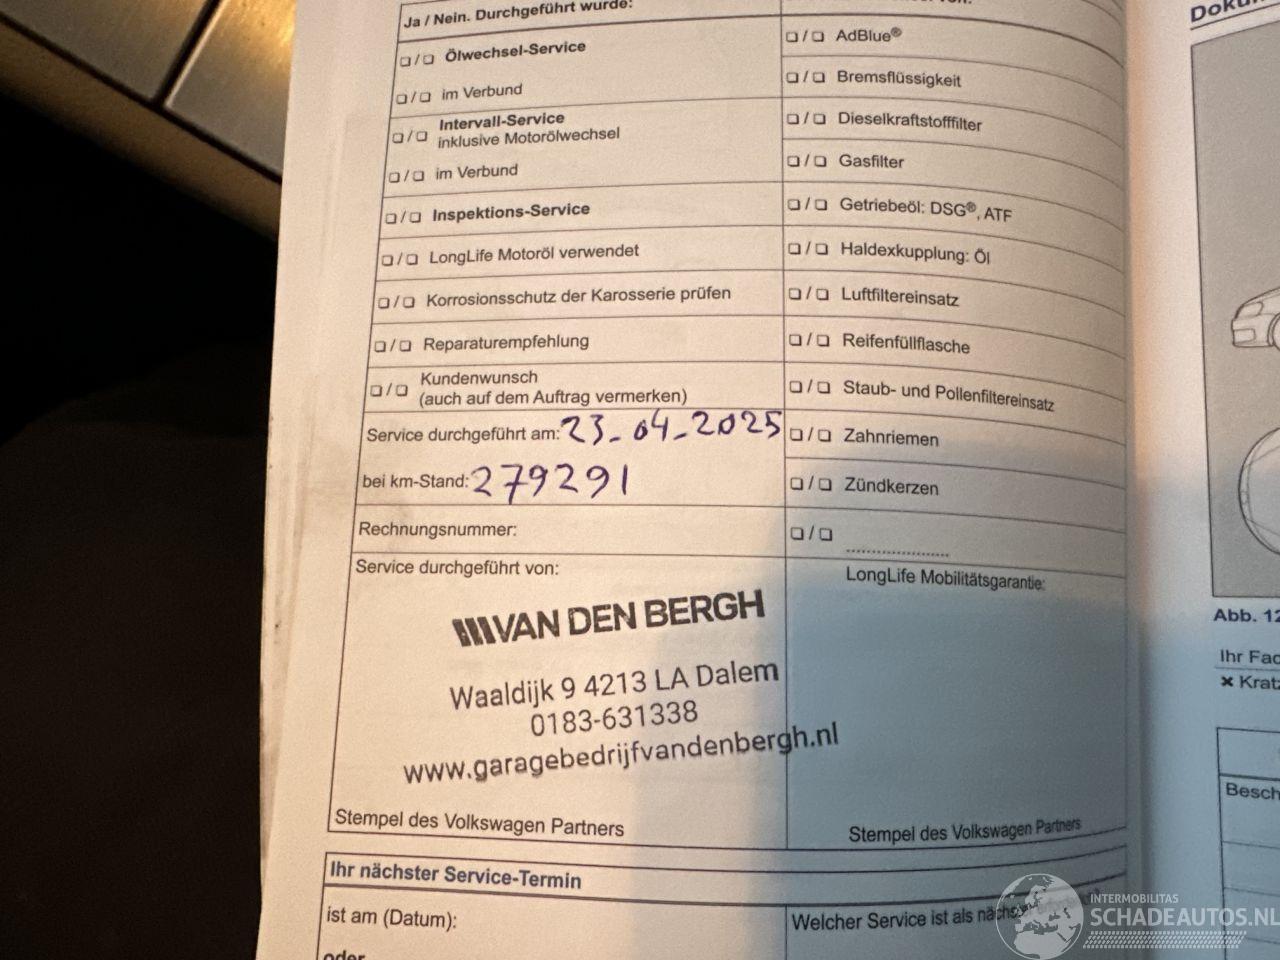 Ja / Nein. Durchgeführt wurde:
❑ / ❑ Ölwechsel-Service
❑ / ❑ im Verbund
❑ / ❑ Intervall-Service
inklusive Motorölwechsel
❑ / ❑ im Verbund
❑ / ❑ Inspektions-Service
❑ / ❑ LongLife Motoröl verwendet
❑ / ❑ Korrosionsschutz der Karosserie prüfen
❑ / ❑ Reparaturempfehlung
❑ / ❑ Kundenwunsch
(auch auf dem Auftrag vermerken)
Service durchgeführt am: 23-04-2025
bei km-Stand: 279291
Rechnungsnummer:
Service durchgeführt von:
VAN DEN BERGH
Waaldijk 9 4213 LA Dalem
0183-631338
www.garagebedrijfvandenbergh.nl
Stempel des Volkswagen Partners
❑ / ❑ AdBlue®
❑ / ❑ Bremsflüssigkeit
❑ / ❑ Dieselkraftstofffilter
❑ / ❑ Gasfilter
❑ / ❑ Getriebeöl: DSG®, ATF
❑ / ❑ Haldexkupplung: Öl
❑ / ❑ Luftfiltereinsatz
❑ / ❑ Reifenfüllflasche
❑ / ❑ Staub- und Pollenfiltereinsatz
❑ / ❑ Zahnriemen
❑ / ❑ Zündkerzen
❑ / ❑ ......................
LongLife Mobilitätsgarantie:
Stempel des Volkswagen Partners
Ihr nächster Service-Termin
ist am (Datum):
oder
Welcher Service ist als
Abb. 12
Ihr
INTERMOBILITAS
SCHADEAUTOS.NL